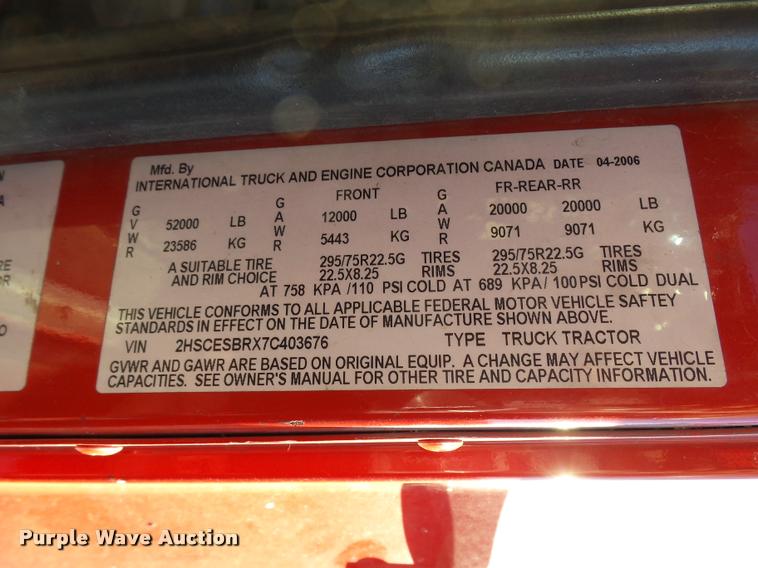 Mfd. By
INTERNATIONAL TRUCK AND ENGINE CORPORATION CANADA DATE 04-2006
GVWR 52000 LB 23586 KG
GAWR FRONT 12000 LB 5443 KG
GAWR FR-REAR-RR 20000 20000 LB 9071 9071 KG
A SUITABLE TIRE 295/75R22.5G TIRES 295/75R22.5G TIRES
AND RIM CHOICE 22.5X8.25 RIMS 22.5X8.25 RIMS
AT 758 KPA /110 PSI COLD AT 689 KPA/ 100 PSI COLD DUAL
THIS VEHICLE CONFORMS TO ALL APPLICABLE FEDERAL MOTOR VEHICLE SAFTEY
STANDARDS IN EFFECT ON THE DATE OF MANUFACTURE SHOWN ABOVE.
VIN 2HSCESBRX7C403676 TYPE TRUCK TRACTOR
GVWR AND GAWR ARE BASED ON ORIGINAL EQUIP. A CHANGE MAY AFFECT VEHICLE
CAPACITIES. SEE OWNER'S MANUAL FOR OTHER TIRE AND CAPACITY INFORMATION.
Purple Wave Auction